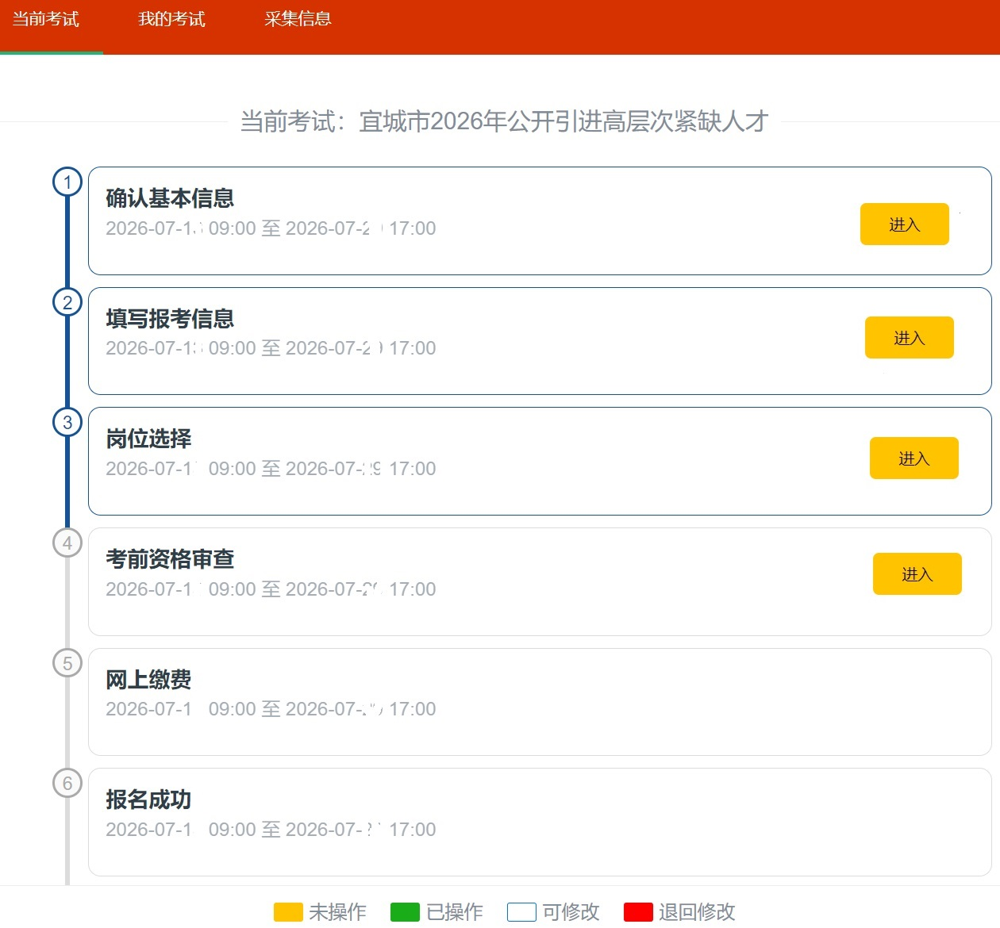 当前考试 我的考试 采集信息
当前考试：宜城市2026年公开引进高层次紧缺人才
1 确认基本信息
09:00 至 17:00
进入
2 填写报考信息
09:00 至 17:00
进入
3 岗位选择
09:00 至 17:00
进入
4 考前资格审查
09:00 至 17:00
进入
5 网上缴费
09:00 至 17:00
6 报名成功
09:00 至 17:00
未操作 已操作 可修改 退回修改